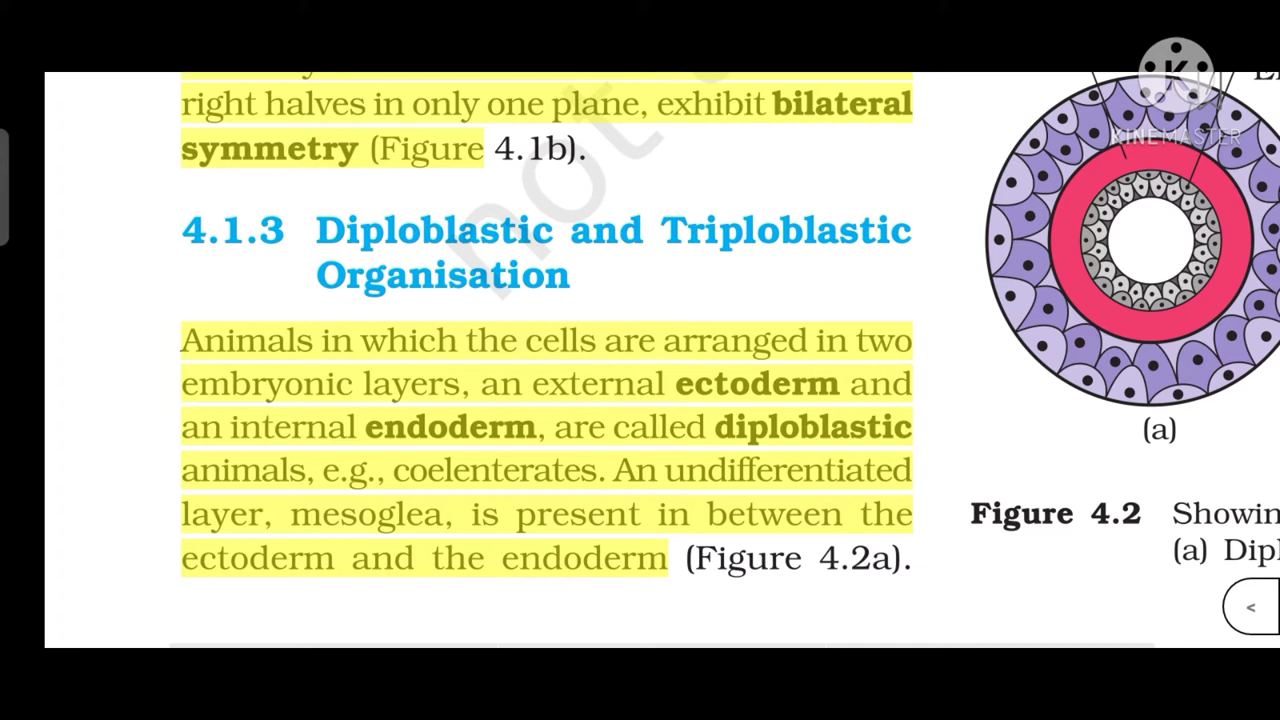 right halves in only one plane, exhibit bilateral
symmetry (Figure 4.1b).
4.1.3 Diploblastic and Triploblastic
Organisation
Animals in which the cells are arranged in two
embryonic layers, an external ectoderm and
an internal endoderm, are called diploblastic
animals, e.g., coelenterates. An undifferentiated
layer, mesoglea, is present in between the
ectoderm and the endoderm (Figure 4.2a).
not
K
KINEMASTER
(a)
Figure 4.2 Showin
(a) Dipl
<